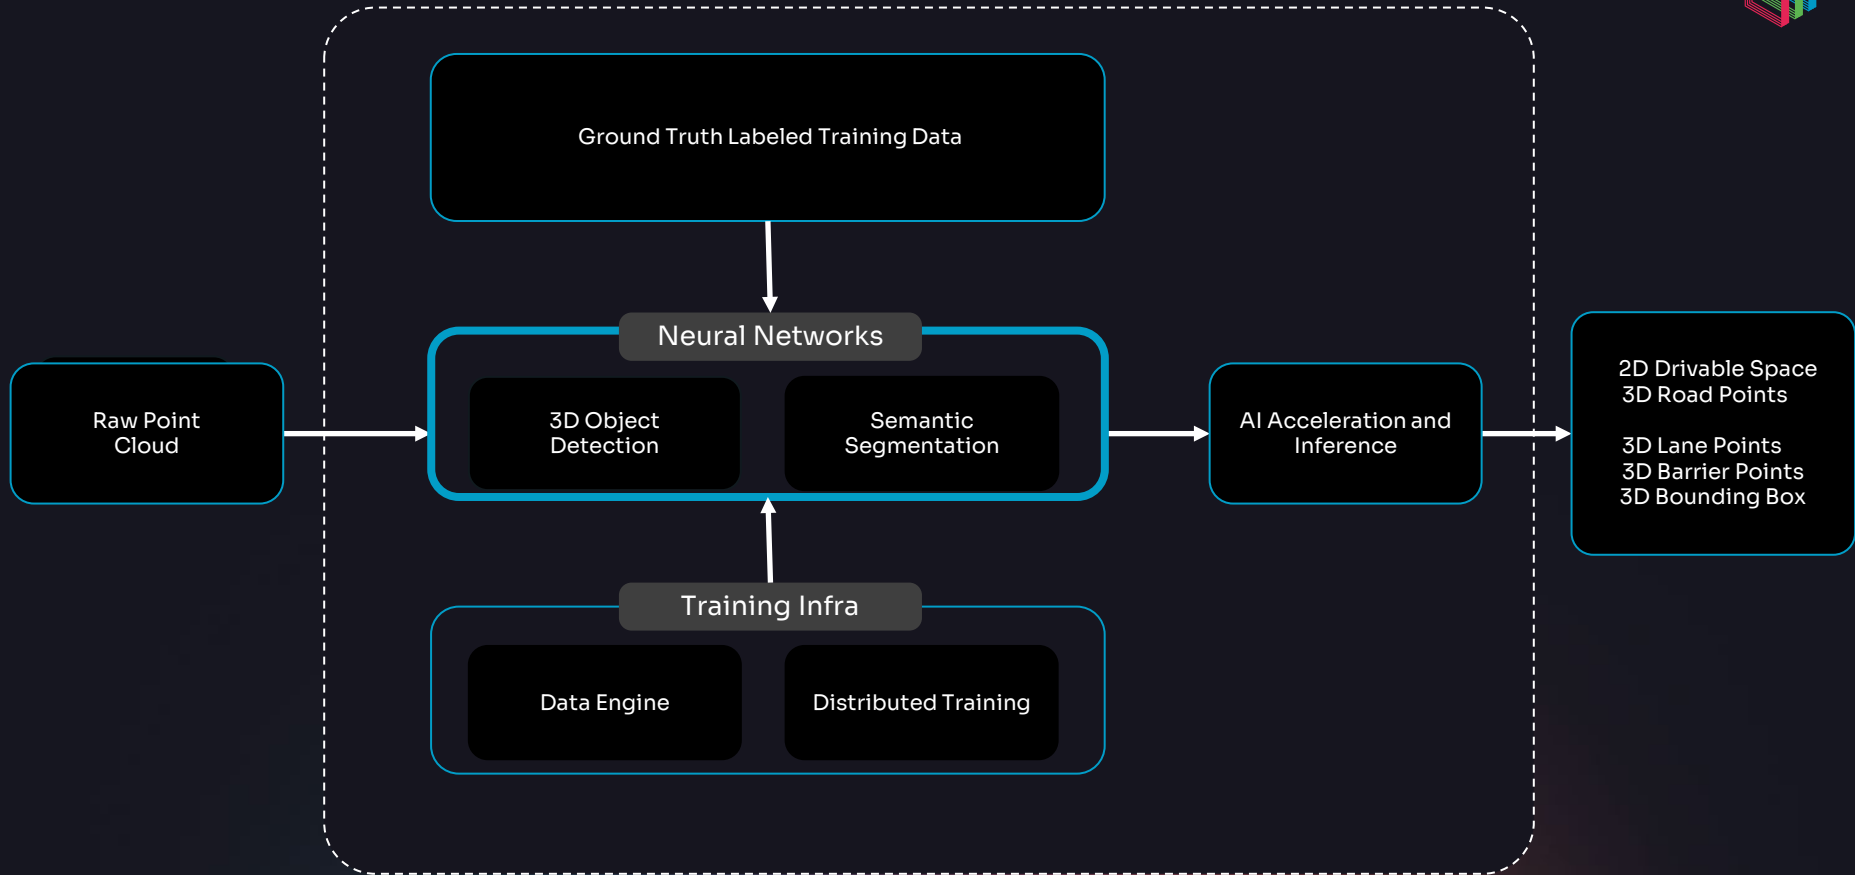 Ground Truth Labeled Training Data
Neural Networks
Raw Point
Cloud
3D Object
Detection
Semantic
Segmentation
AI Acceleration and
Inference
2D Drivable Space
3D Road Points
3D Lane Points
3D Barrier Points
3D Bounding Box
Training Infra
Data Engine
Distributed Training